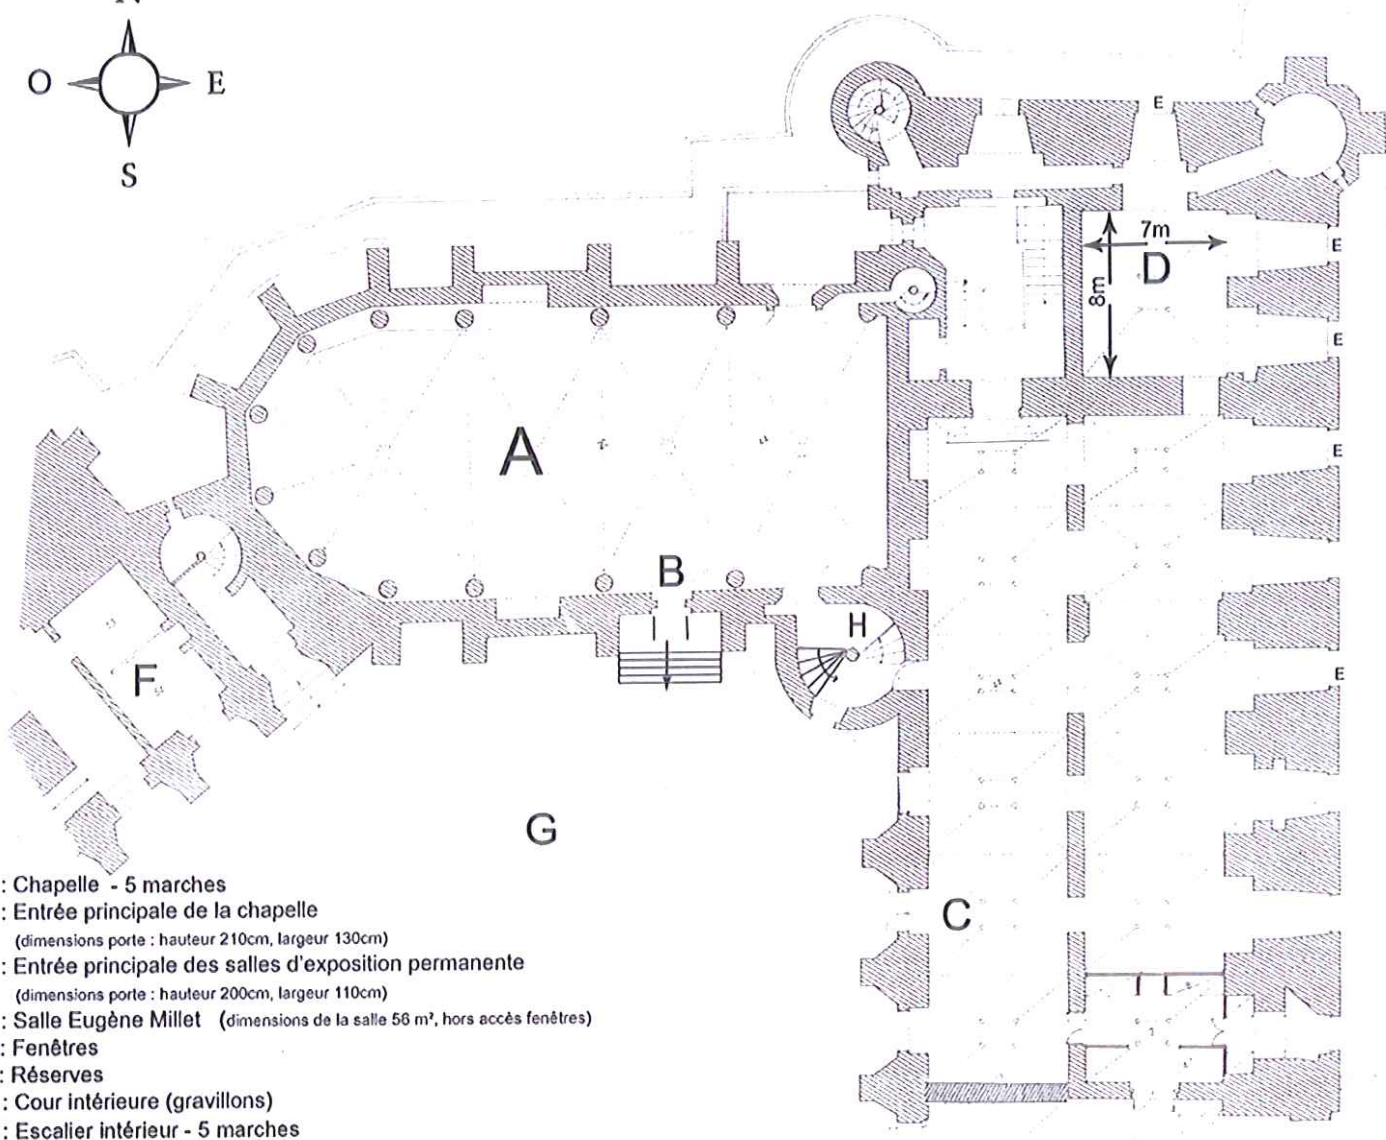 N
O E
S
E
7m
D
8m
E
E
A
E
B
H
E
F
G
C
: Chapelle - 5 marches
: Entrée principale de la chapelle
(dimensions porte : hauteur 210cm, largeur 130cm)
: Entrée principale des salles d'exposition permanente
(dimensions porte : hauteur 200cm, largeur 110cm)
: Salle Eugène Millet (dimensions de la salle 56 m², hors accès fenêtres)
: Fenêtres
: Réserves
: Cour intérieure (gravillons)
: Escalier intérieur - 5 marches